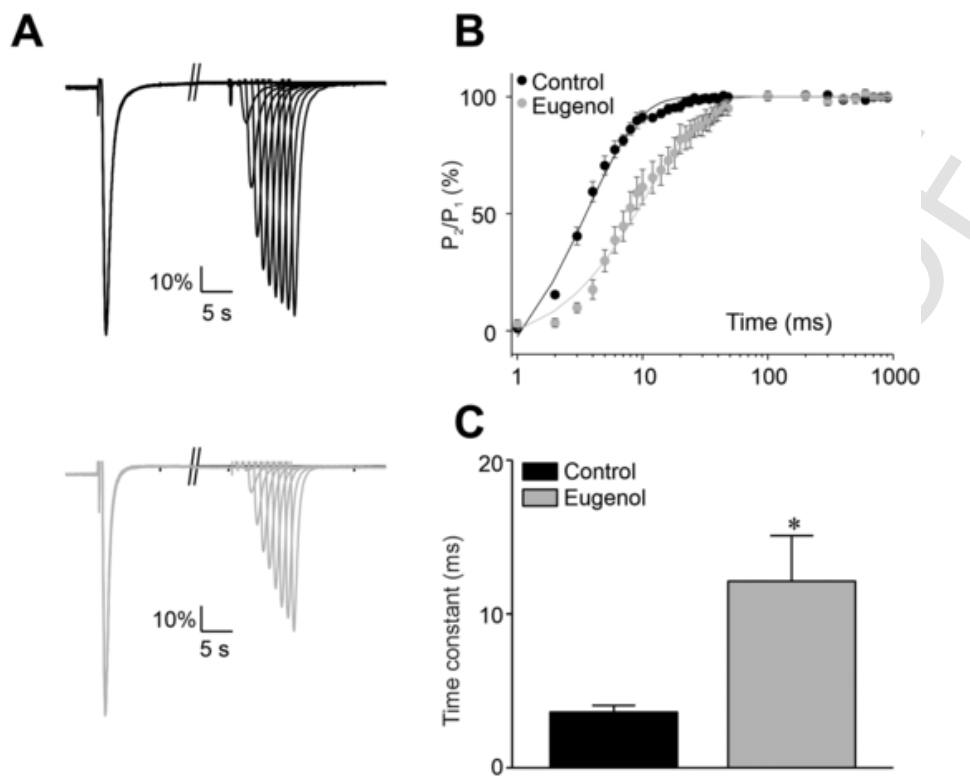 A
10%
5 s
10%
5 s
B
Control
Eugenol
100
50
0
P2/P1 (%)
Time (ms)
1
10
100
1000
C
Control
Eugenol
20
10
0
Time constant (ms)
*